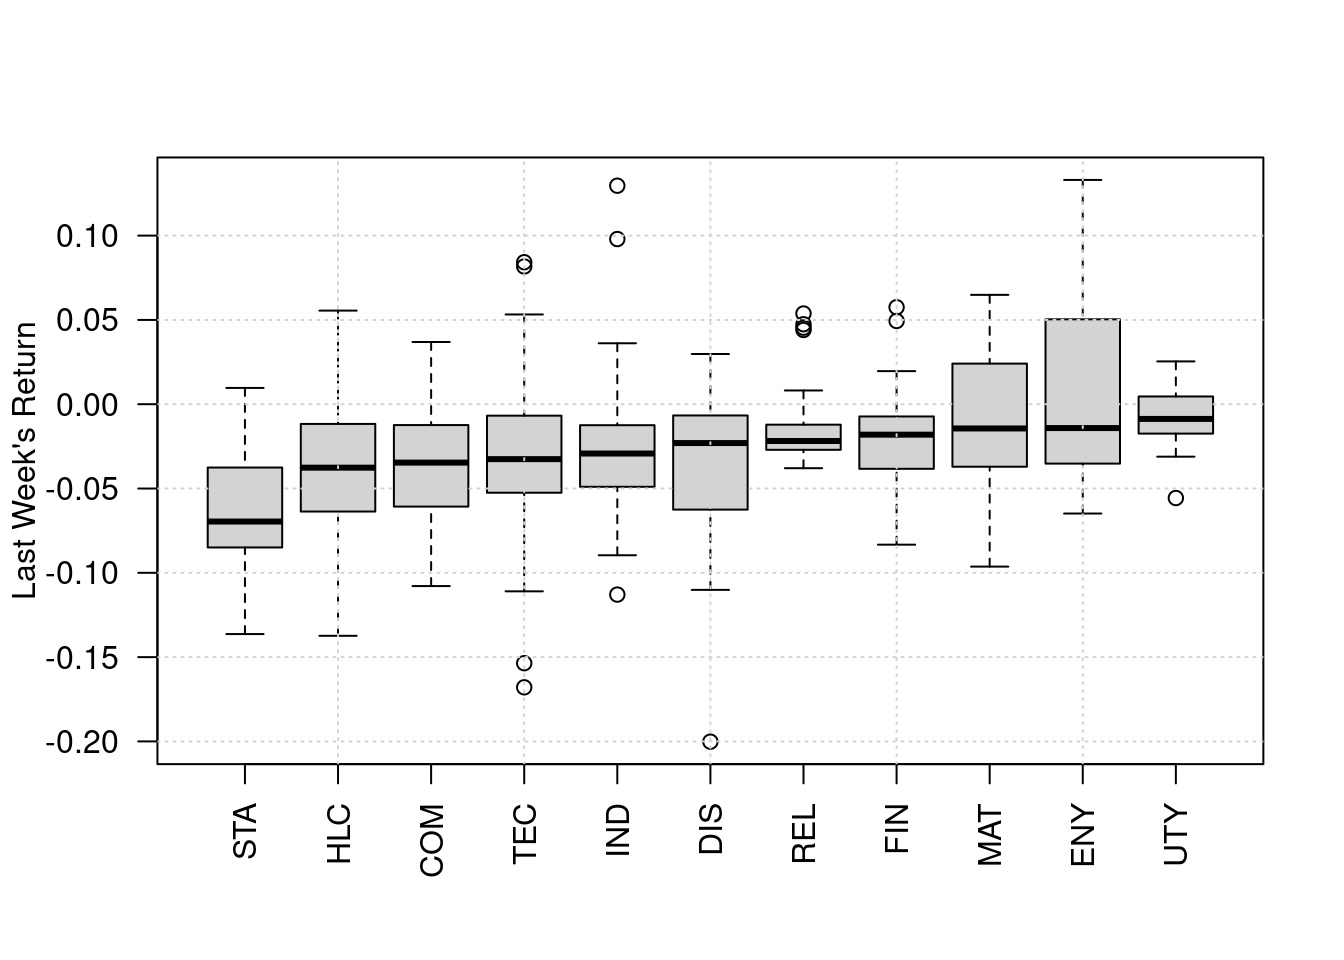 Last Week's Return
0.10
0.05
0.00
-0.05
-0.10
-0.15
-0.20
STA
HLC
COM
TEC
IND
DIS
REL
FIN
MAT
ENY
UTY